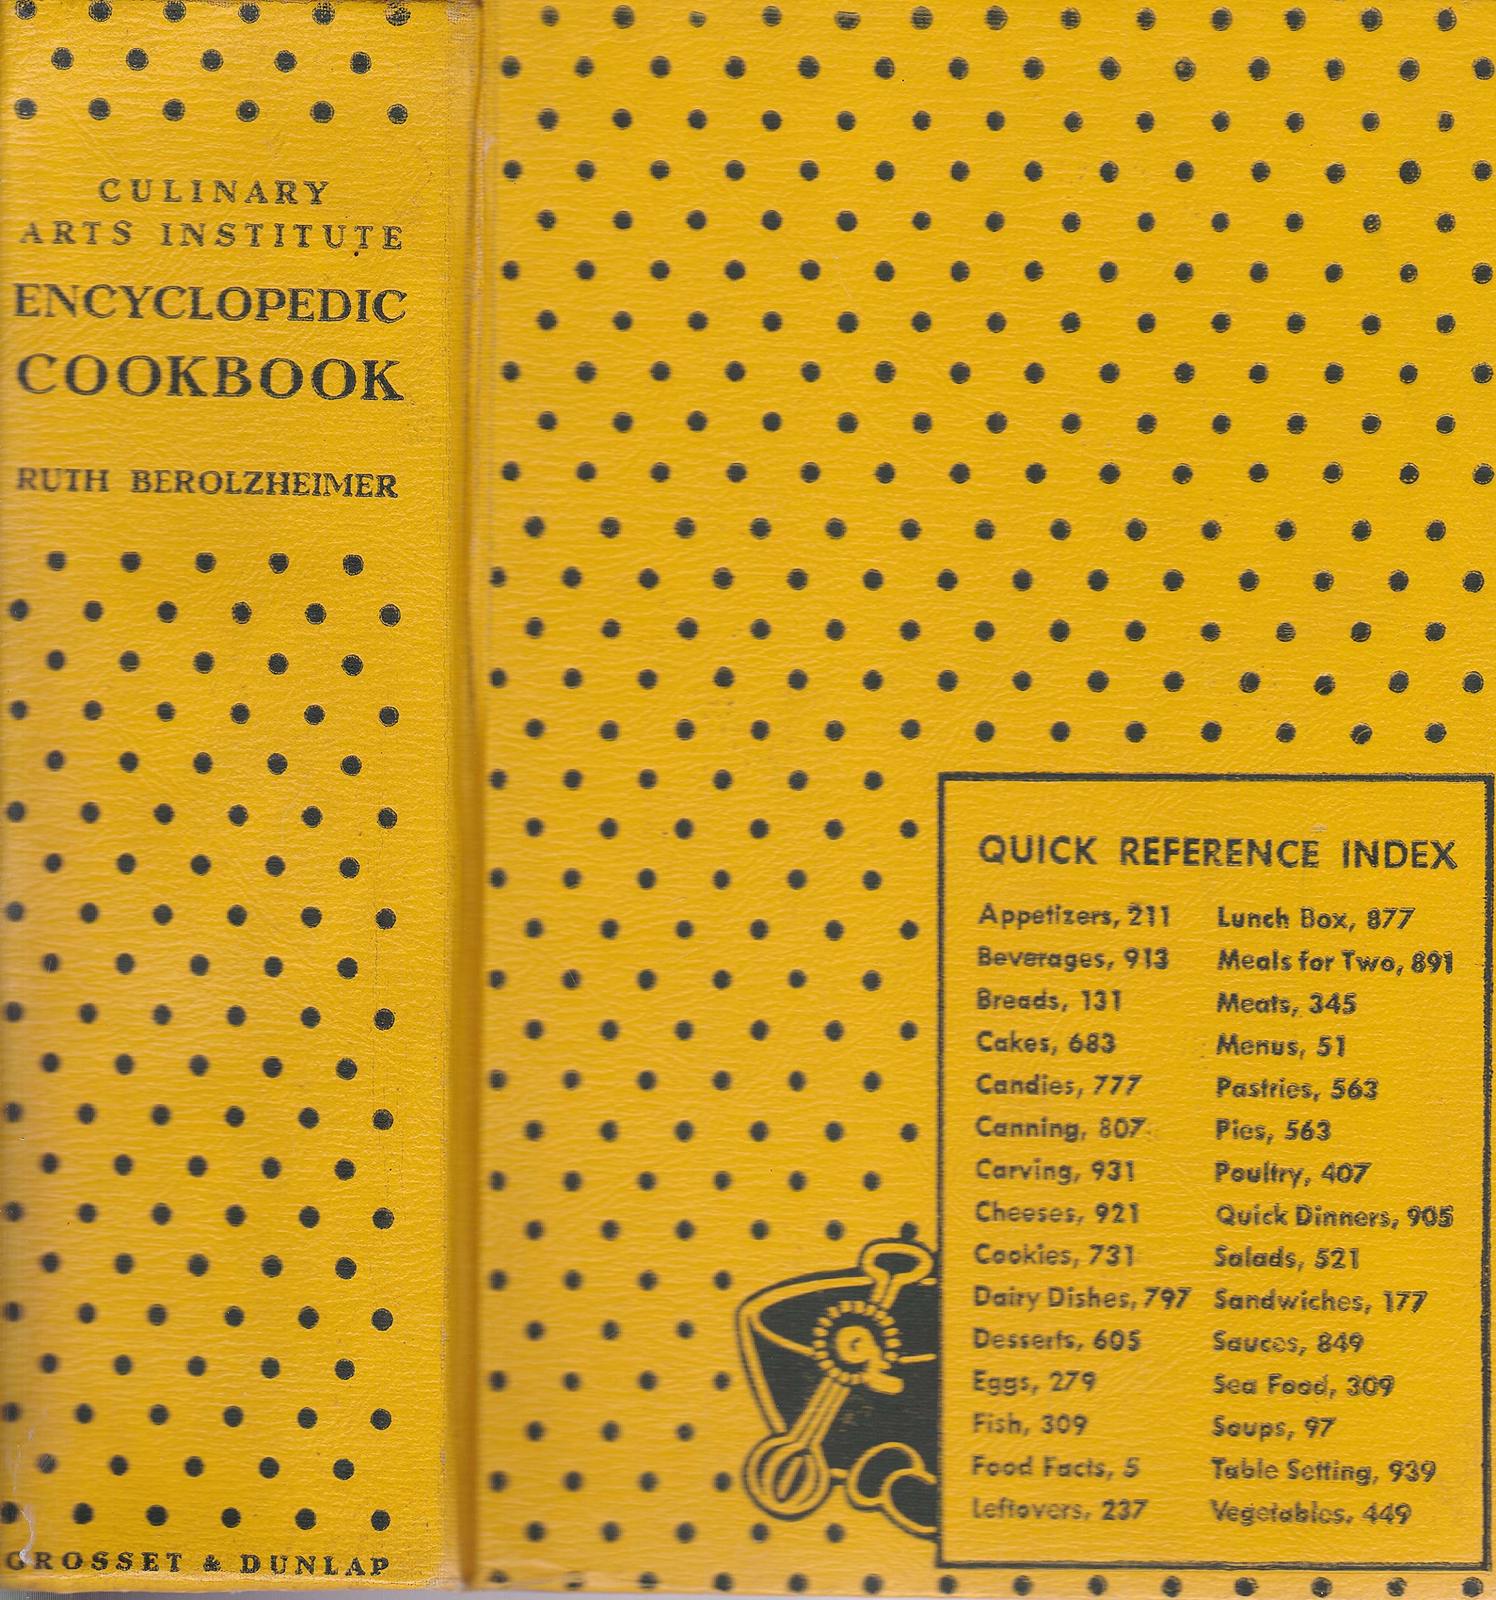 CULINARY
ARTS INSTITUTE
ENCYCLOPEDIC
COOKBOOK
RUTH BEROLZHEIMER
GROSSET & DUNLAP
QUICK REFERENCE INDEX
Appetizers, 211
Beverages, 913
Breads, 131
Cakes, 683
Candies, 777
Canning, 807
Carving, 931
Cheeses, 921
Cookies, 731
Dairy Dishes, 797
Desserts, 605
Eggs, 279
Fish, 309
Food Facts, 5
Leftovers, 237
Lunch Box, 877
Meals for Two, 891
Meats, 345
Menus, 51
Pastries, 563
Pies, 563
Poultry, 407
Quick Dinners, 905
Salads, 521
Sandwiches, 177
Sauces, 849
Sea Food, 309
Soups, 97
Table Setting, 939
Vegetables, 449